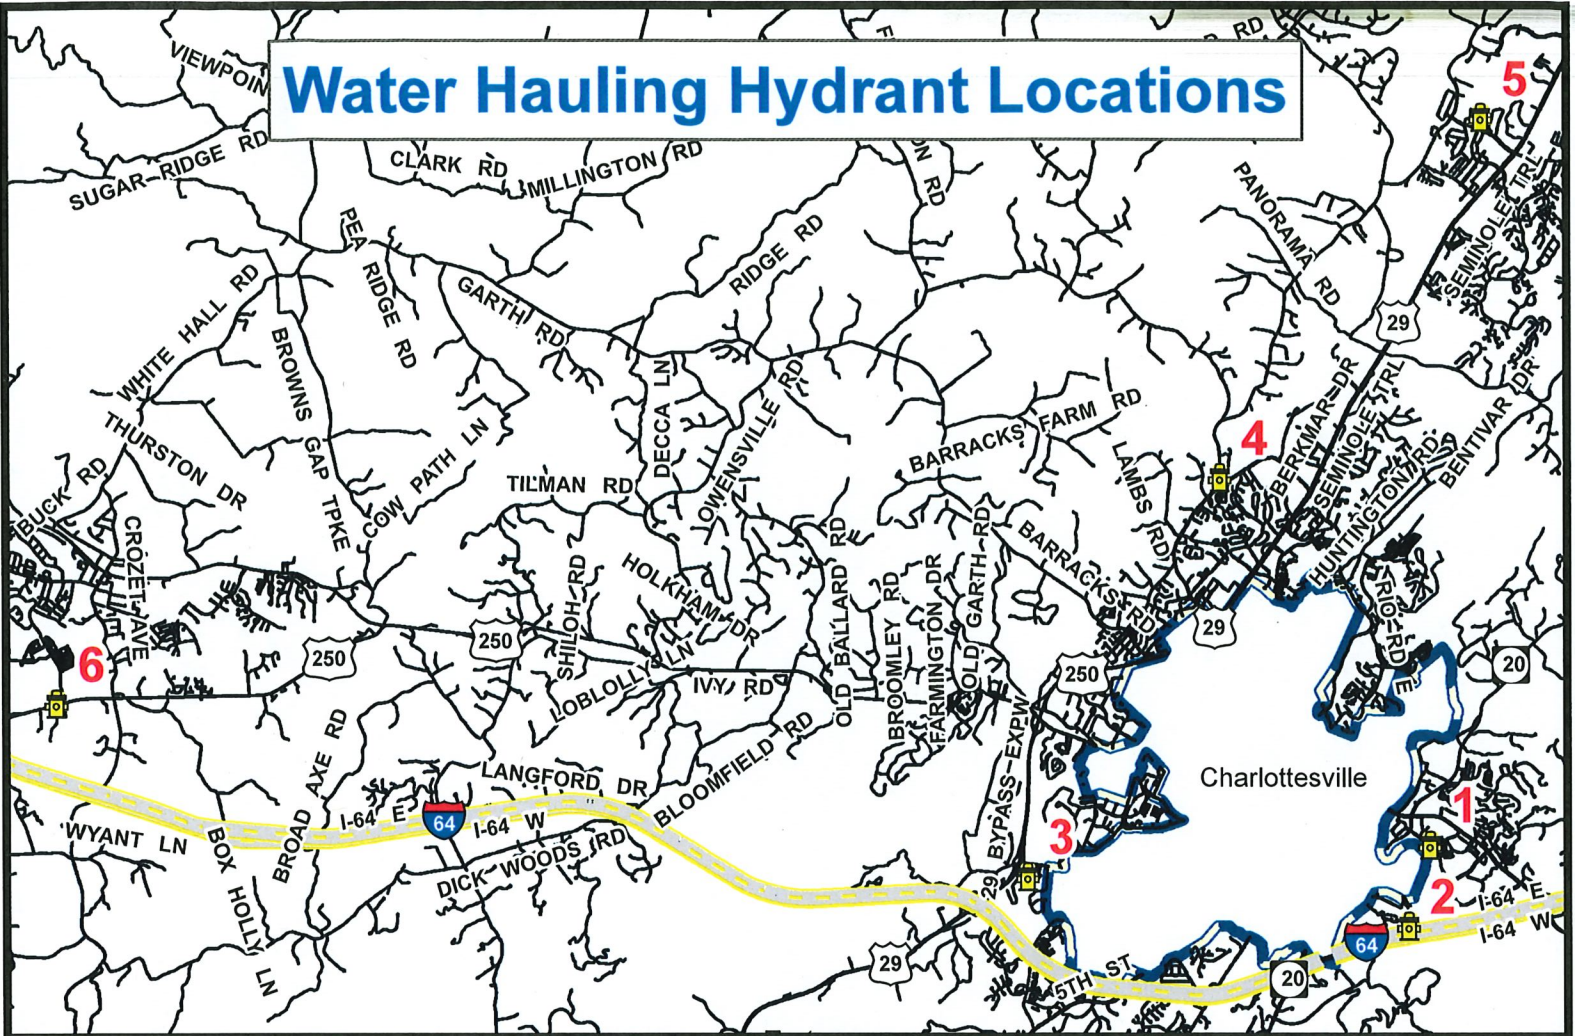 Water Hauling Hydrant Locations
SUGAR RIDGE RD
CLARK RD
MILLINGTON RD
PEA RIDGE RD
RIDGE RD
PANORAMA RD
5
SEMINOLE TRL
29
WHITE HALL RD
GARTH RD
BROWNS GAP TPKE
DECCA LN
OWENSVILLE RD
BARRACKS FARM RD
LAMBS RD
4
BERKMAR DR
SEMINOLE TRL
HUNTINGTON RD
BENTIVAR DR
THURSTON DR
COW PATH LN
TILMAN RD
BUCK RD
CROZET AVE
SHILOH RD
HOLKHAM DR
OLD BALLARD RD
BROOMLEY RD
FARMINGTON DR
OLD GARTH RD
BARRACKS RD
29
RIO RD E
20
6
250
250
LOBLOLLY LN
IVY RD
250
BLOOMFIELD RD
29 BYPASS EXPW
Charlottesville
1
BROAD AXE RD
LANGFORD DR
I-64 E
64
I-64 W
WYANT LN
BOX HOLLY LN
DICK WOODS RD
3
2
I-64 E
I-64 W
64
29
5TH ST
20